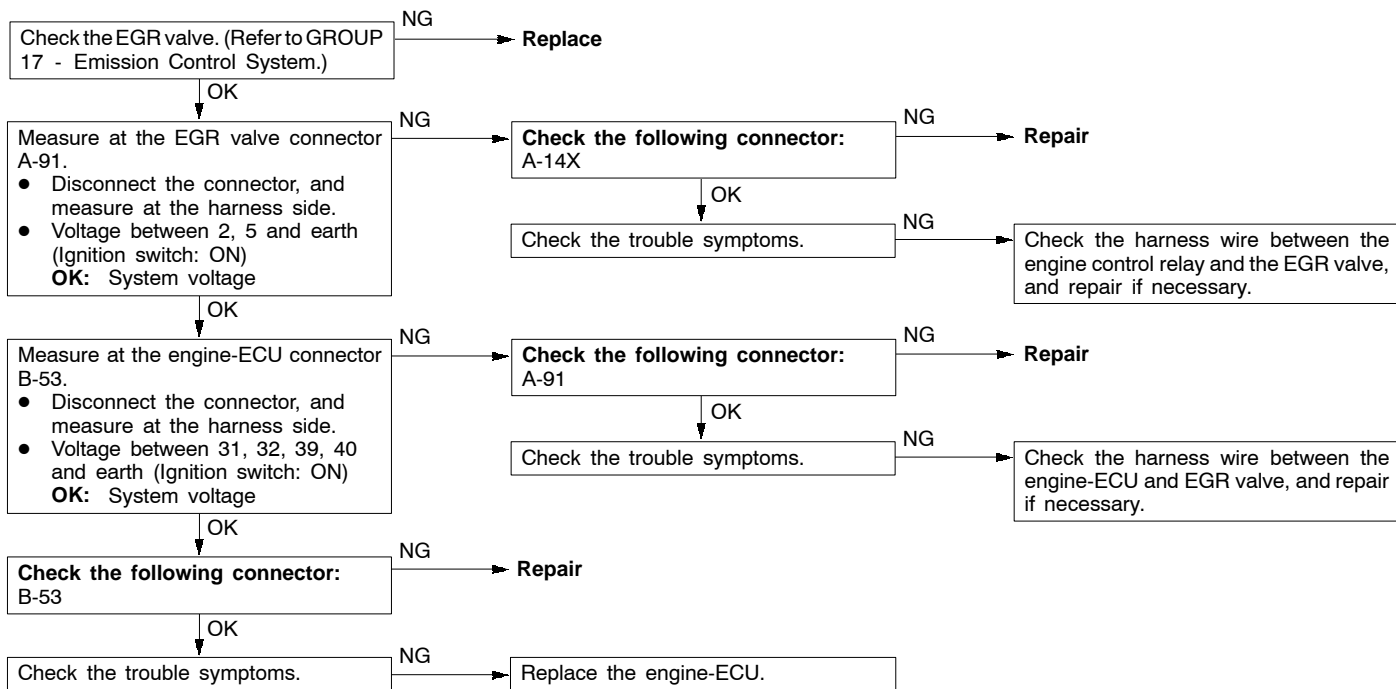 Check the EGR valve. (Refer to GROUP
17 - Emission Control System.)
NG
Replace
OK
Measure at the EGR valve connector
A-91.
● Disconnect the connector, and
measure at the harness side.
● Voltage between 2, 5 and earth
(Ignition switch: ON)
OK: System voltage
NG
Check the following connector:
A-14X
NG
Repair
OK
Check the trouble symptoms.
NG
Check the harness wire between the
engine control relay and the EGR valve,
and repair if necessary.
OK
Measure at the engine-ECU connector
B-53.
● Disconnect the connector, and
measure at the harness side.
● Voltage between 31, 32, 39, 40
and earth (Ignition switch: ON)
OK: System voltage
NG
Check the following connector:
A-91
NG
Repair
OK
Check the trouble symptoms.
NG
Check the harness wire between the
engine-ECU and EGR valve, and repair
if necessary.
OK
Check the following connector:
B-53
NG
Repair
OK
Check the trouble symptoms.
NG
Replace the engine-ECU.